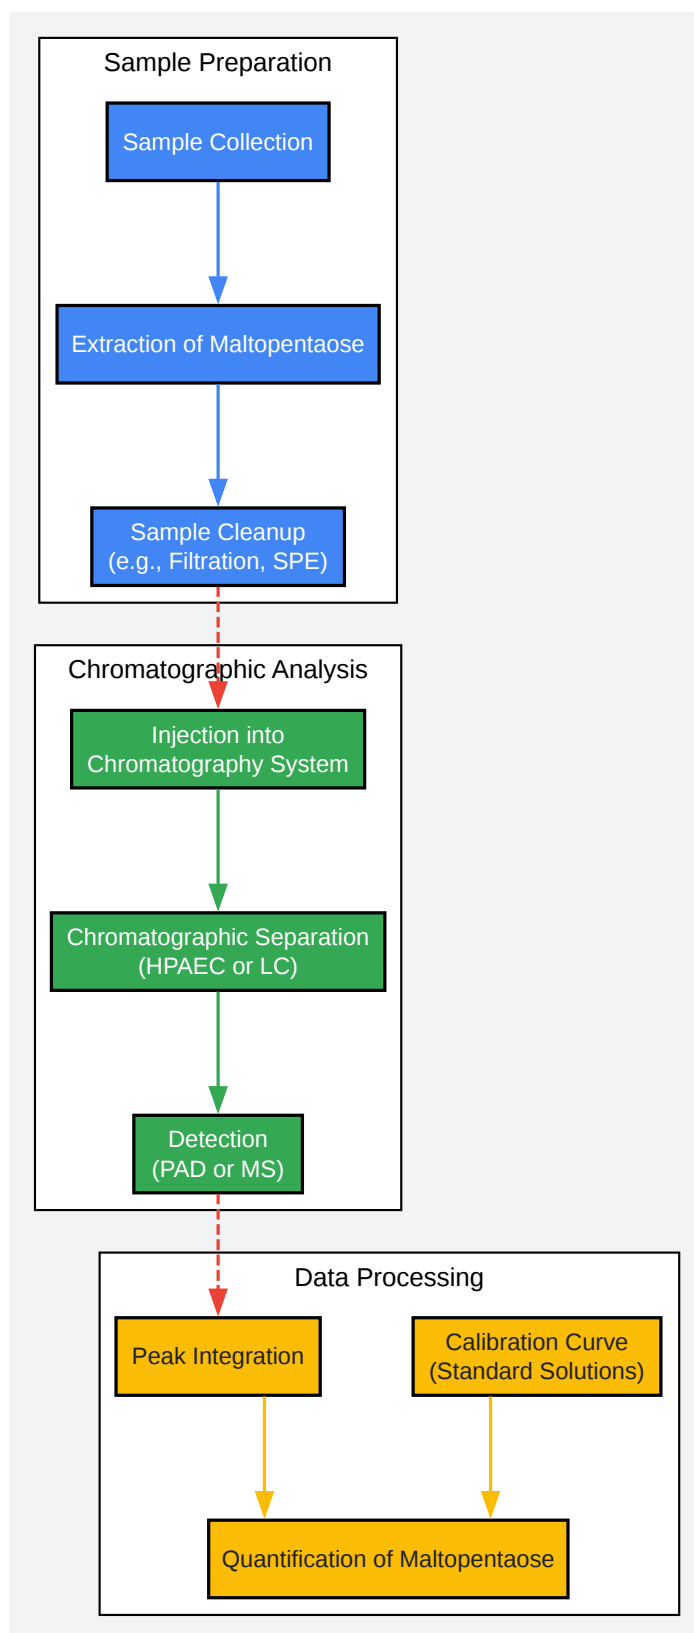 Sample Preparation
Sample Collection
Extraction of Maltopentaose
Sample Cleanup
(e.g., Filtration, SPE)
Chromatographic Analysis
Injection into
Chromatography System
Chromatographic Separation
(HPAEC or LC)
Detection
(PAD or MS)
Data Processing
Peak Integration
Calibration Curve
(Standard Solutions)
Quantification of Maltopentaose